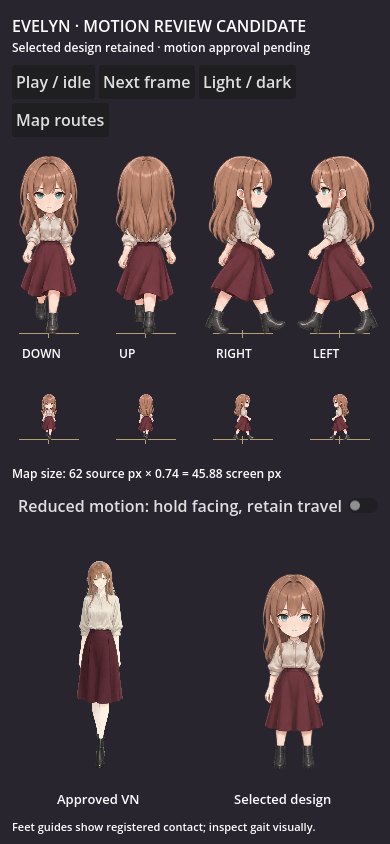 EVELYN · MOTION REVIEW CANDIDATE
Selected design retained · motion approval pending
Play / idle Next frame Light / dark
Map routes
DOWN UP RIGHT LEFT
Map size: 62 source px × 0.74 = 45.88 screen px
Reduced motion: hold facing, retain travel
Approved VN Selected design
Feet guides show registered contact; inspect gait visually.